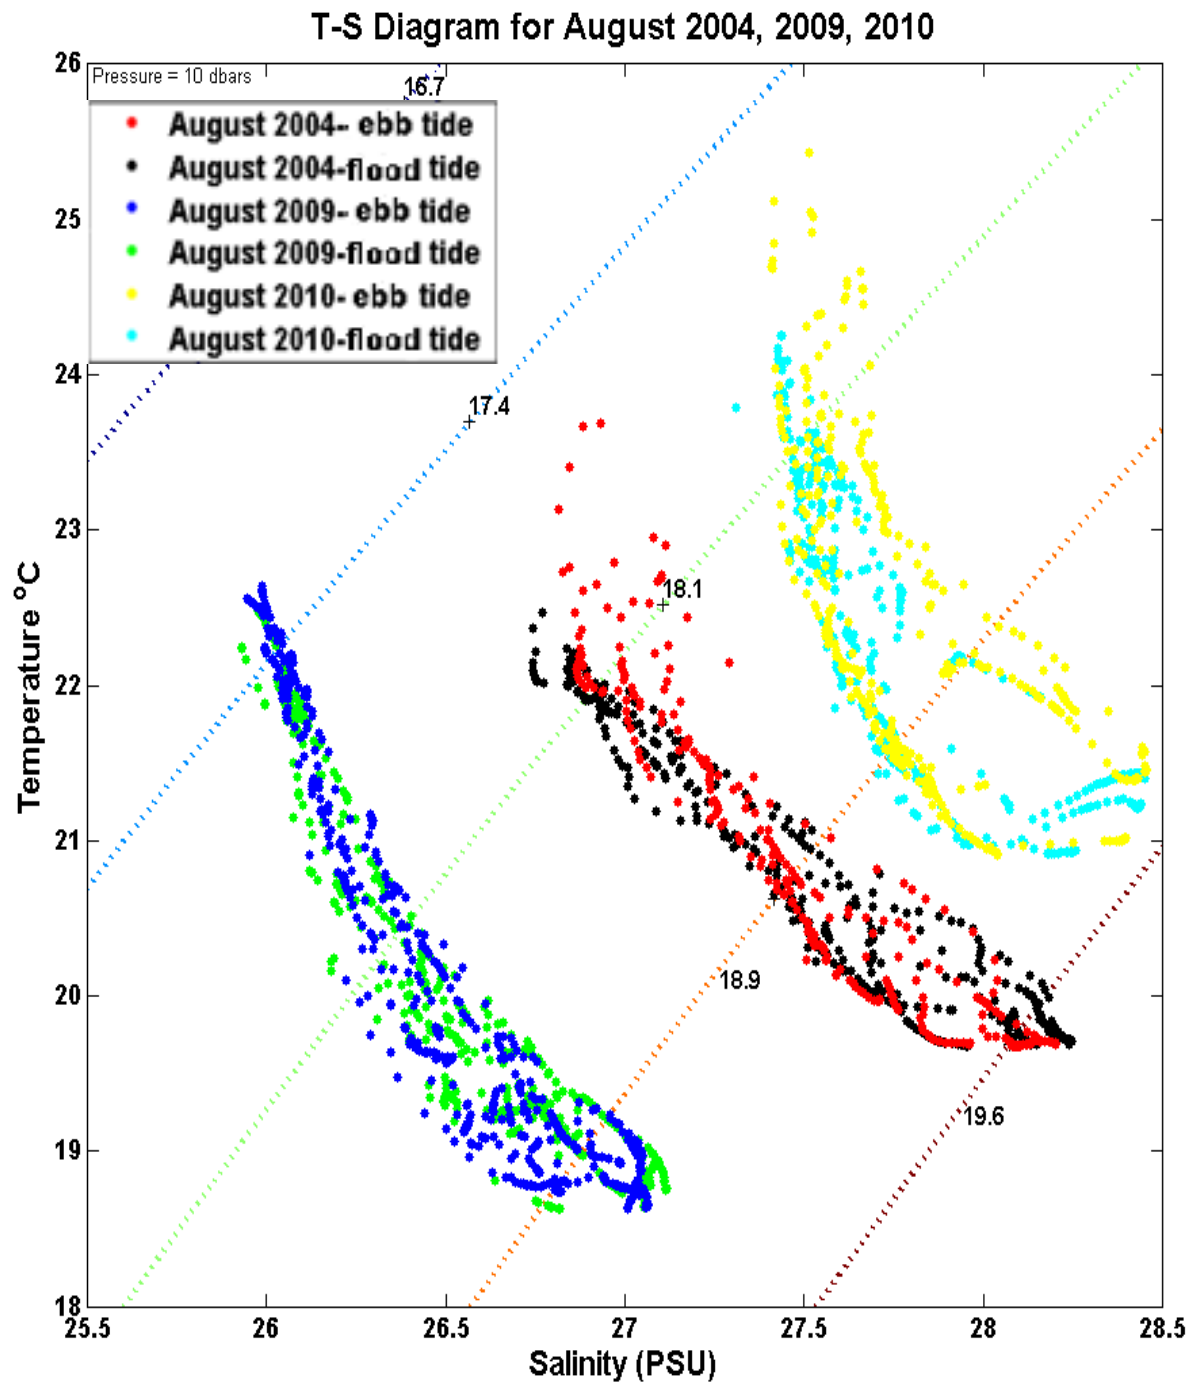 T-S Diagram for August 2004, 2009, 2010
26
Pressure = 10 dbars
16.7
August 2004- ebb tide
August 2004-flood tide
August 2009- ebb tide
August 2009-flood tide
August 2010- ebb tide
August 2010-flood tide
25
24
17.4
23
18.1
22
Temperature °C
21
20
18.9
19.6
19
18
25.5 26 26.5 27 27.5 28 28.5
Salinity (PSU)